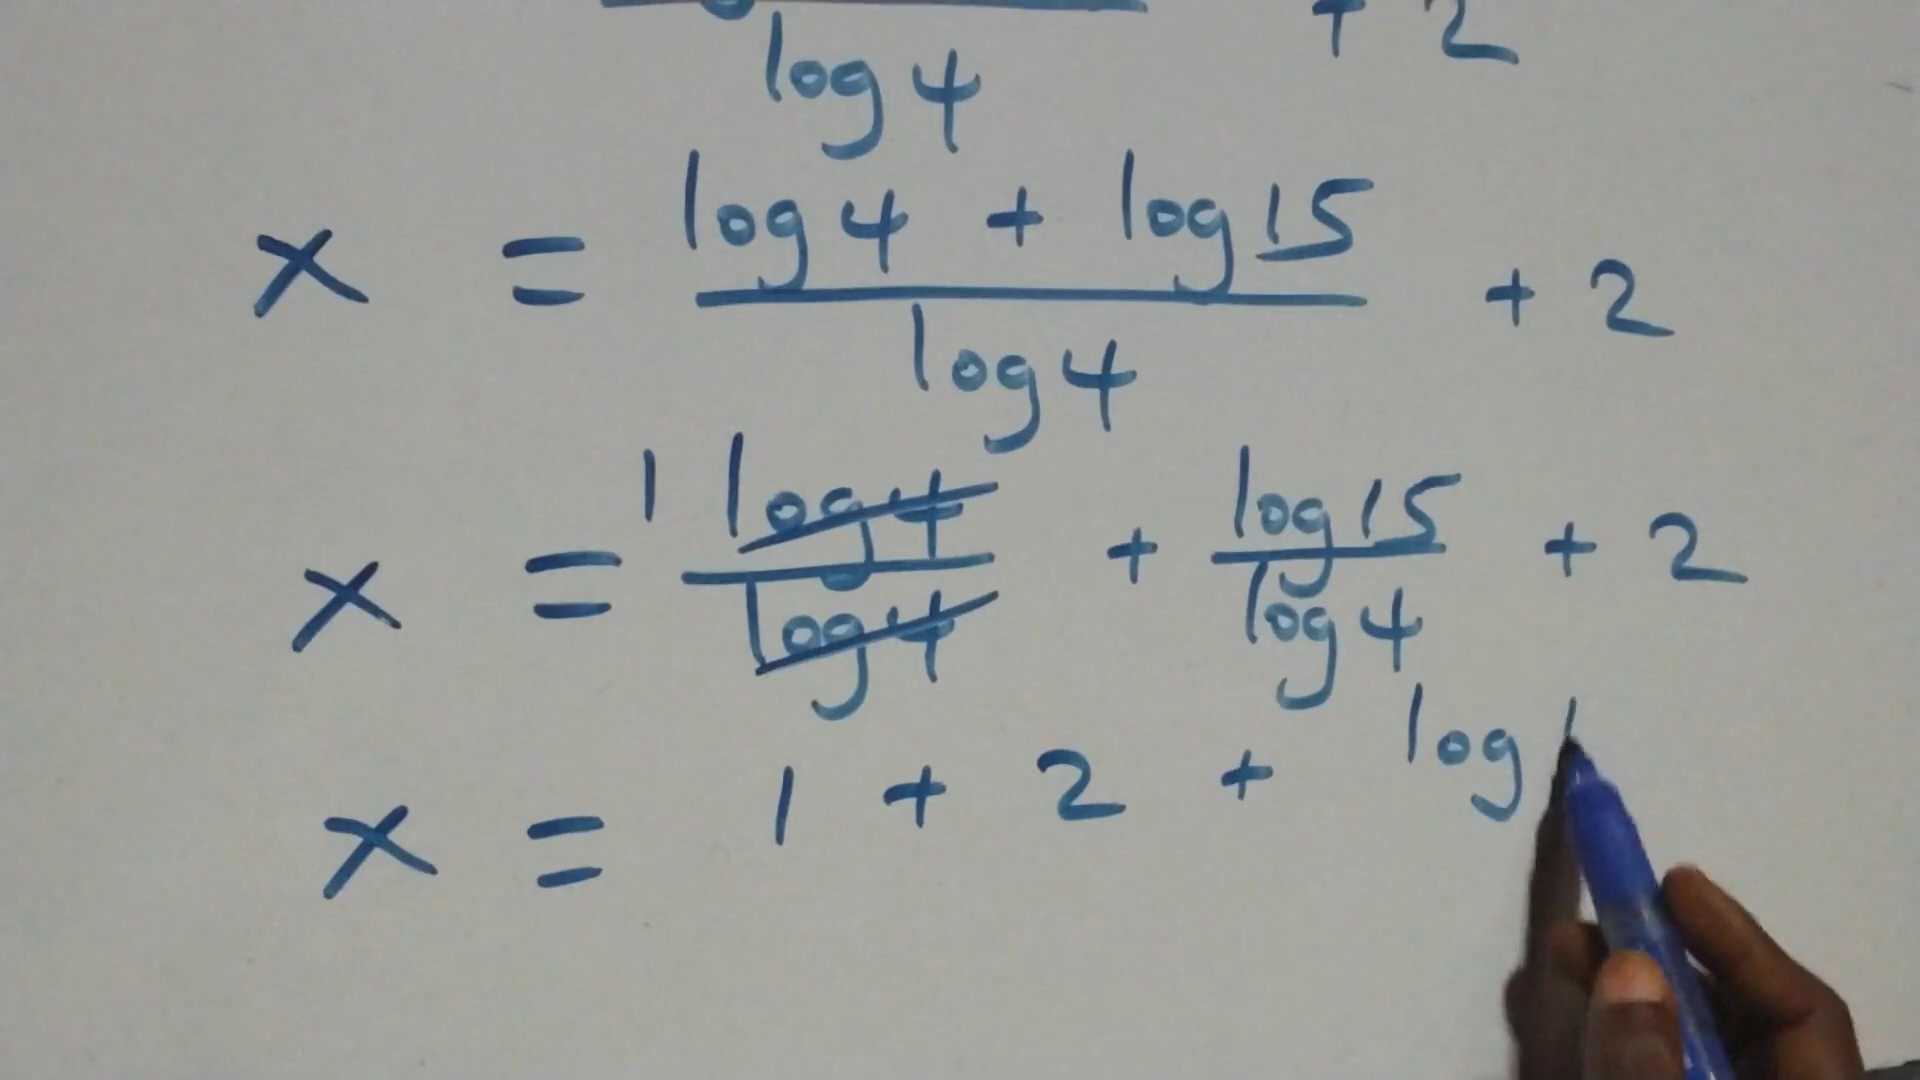 log 4 + 2
x = log 4 + log 15 / log 4 + 2
1
x = log 4 / log 4 + log 15 / log 4 + 2
x = 1 + 2 + log 1